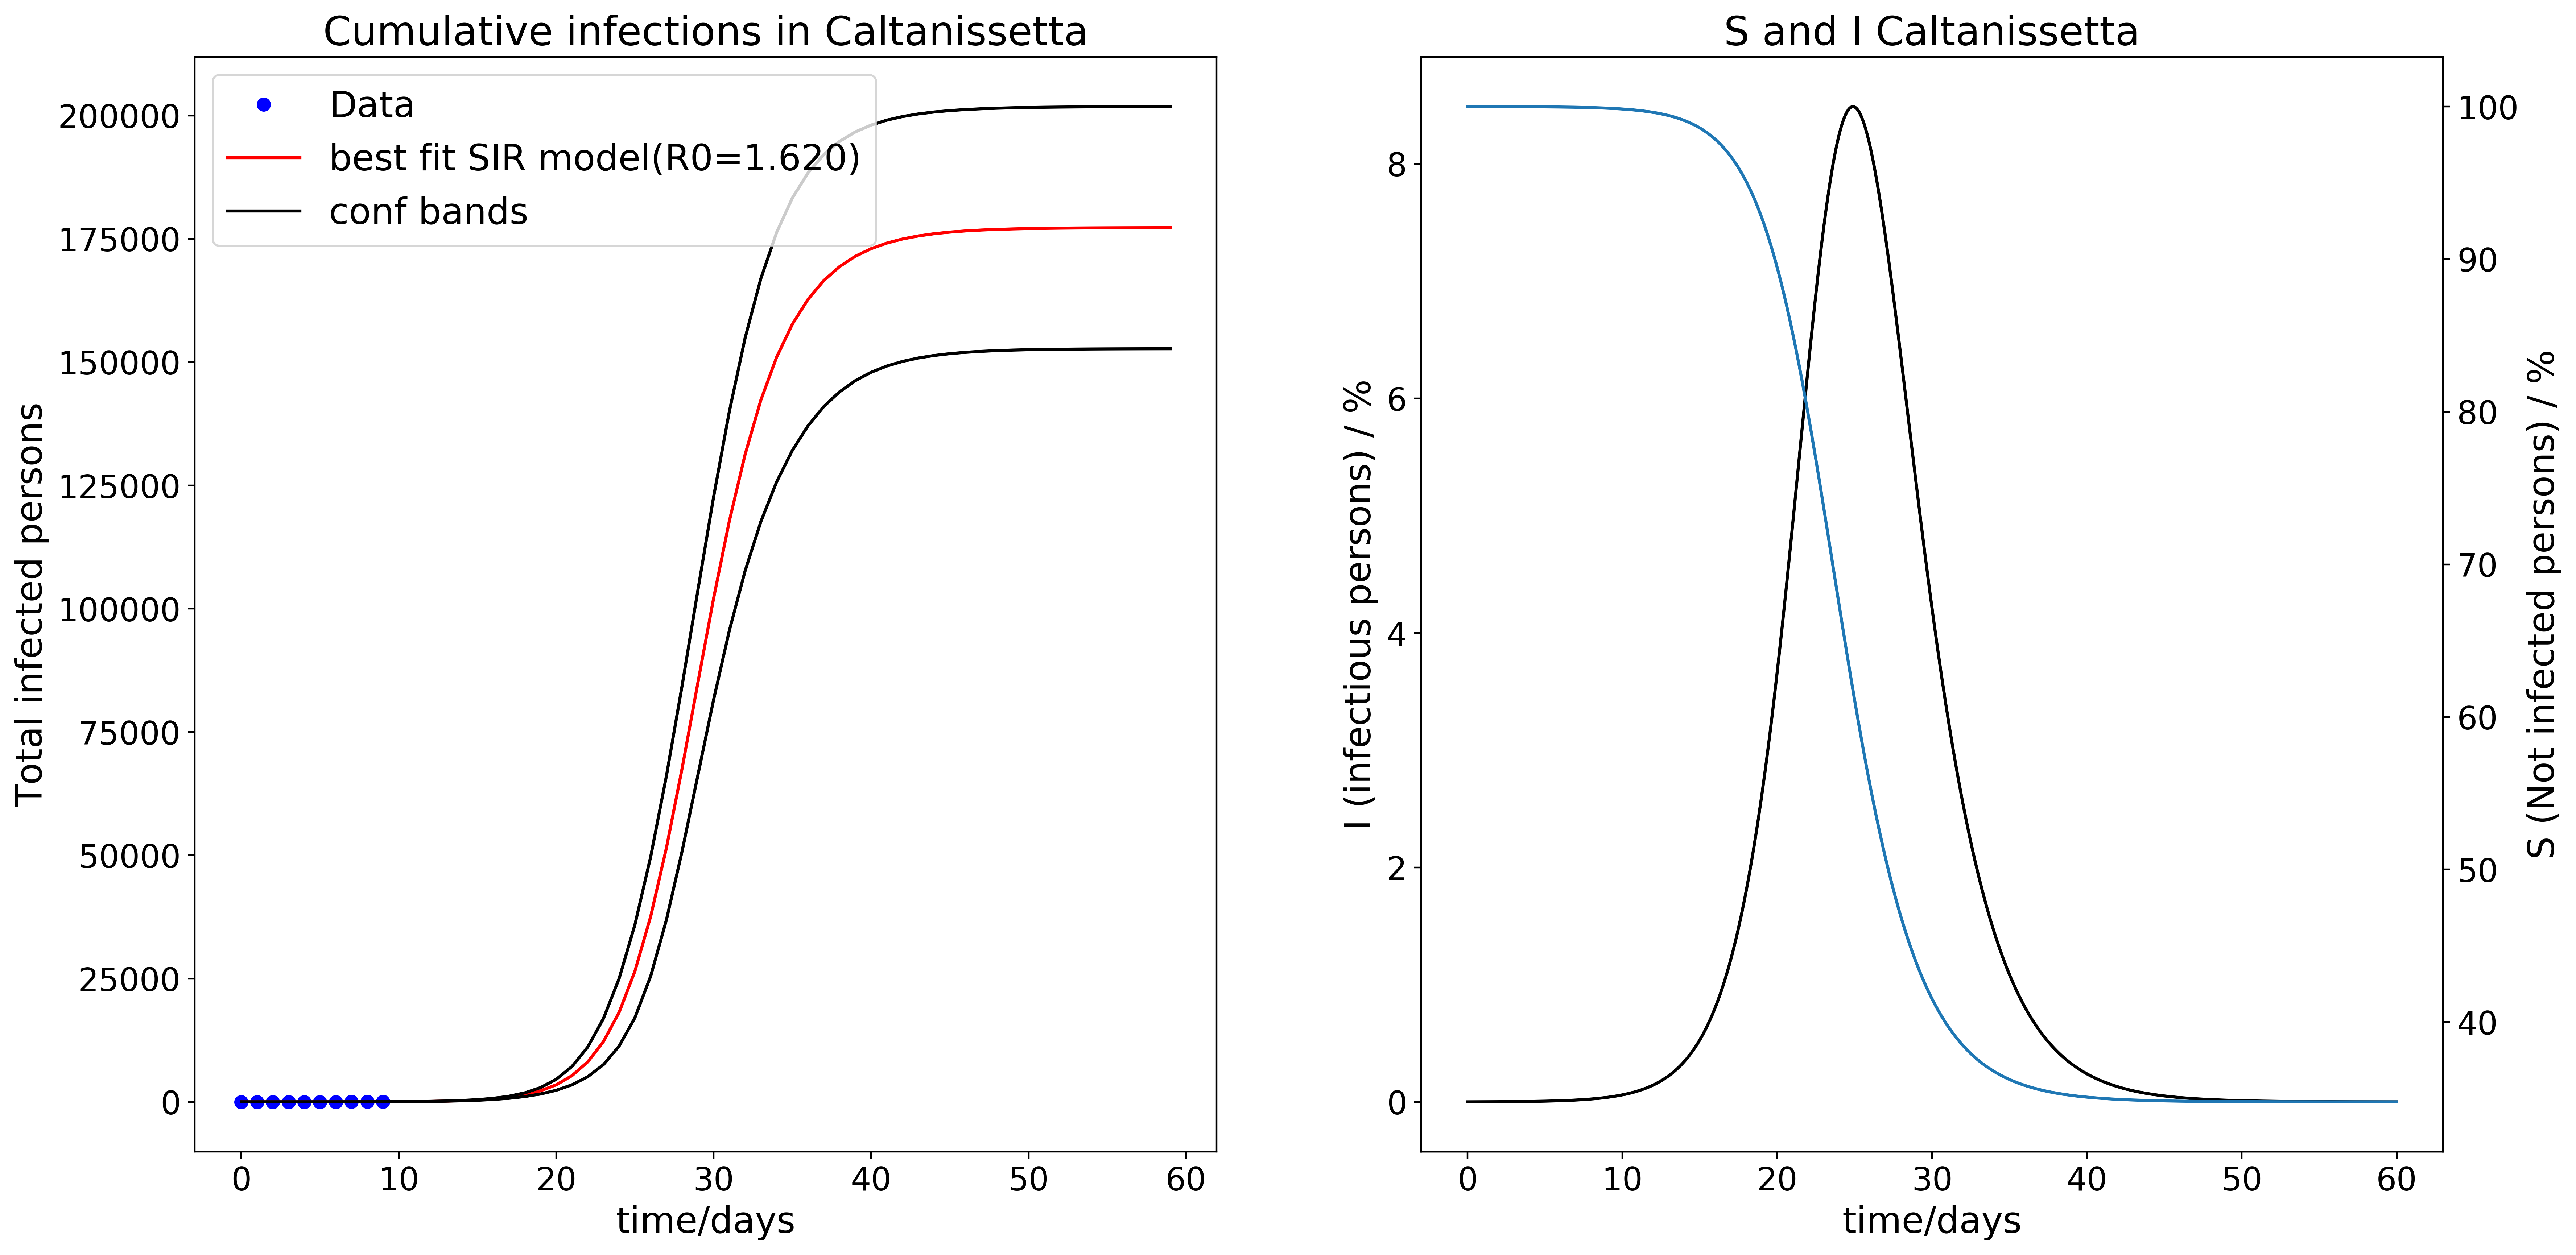 Cumulative infections in Caltanissetta
Data
best fit SIR model(R0=1.620)
conf bands
Total infected persons
200000
175000
150000
125000
100000
75000
50000
25000
0
0 10 20 30 40 50 60
time/days
S and I Caltanissetta
I (infectious persons) / %
8
6
4
2
0
0 10 20 30 40 50 60
time/days
100
90
80
70
60
50
40
S (Not infected persons) / %